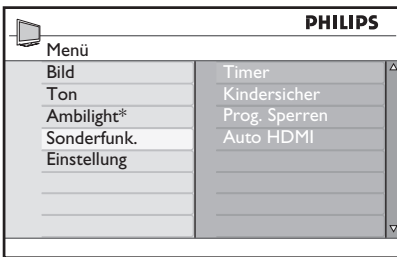 PHILIPS
Menü
Bild
Ton
Ambilight*
Sonderfunk.
Einstellung
Timer
Kindersicher
Prog. Sperren
Auto HDMI